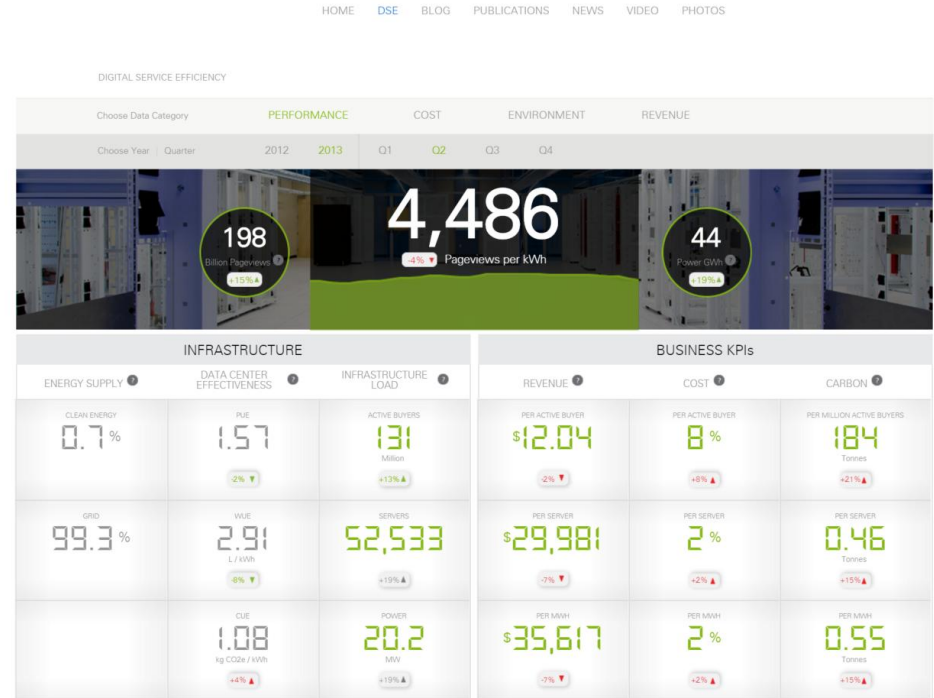 HOME DSE BLOG PUBLICATIONS NEWS VIDEO PHOTOS
DIGITAL SERVICE EFFICIENCY
Choose Data Category PERFORMANCE COST ENVIRONMENT REVENUE
Choose Year | Quarter 2012 2013 Q1 Q2 Q3 Q4
198
Billion Pageviews ?
+15% ▲
4,486
-4% ▼ Pageviews per kWh
44
Power GWh ?
+19% ▲
INFRASTRUCTURE BUSINESS KPIs
ENERGY SUPPLY ? DATA CENTER EFFECTIVENESS ? INFRASTRUCTURE LOAD ? REVENUE ? COST ? CARBON ?
CLEAN ENERGY PUE ACTIVE BUYERS PER ACTIVE BUYER PER ACTIVE BUYER PER MILLION ACTIVE BUYERS
0.7 % 1.57 131 $12.04 8 % 184
Million Tonnes
-2% ▼ +13% ▲ -2% ▼ +8% ▲ +21% ▲
GRID WUE SERVERS PER SERVER PER SERVER PER SERVER
99.3 % 2.91 52,533 $29,981 2 % 0.46
L / kWh Tonnes
-6% ▼ +19% ▲ -7% ▼ +2% ▲ +15% ▲
CUE POWER PER MWH PER MWH PER MWH
1.08 20.2 $35,617 2 % 0.55
kg CO2e / kWh MW Tonnes
+4% ▲ +19% ▲ -7% ▼ +2% ▲ +15% ▲